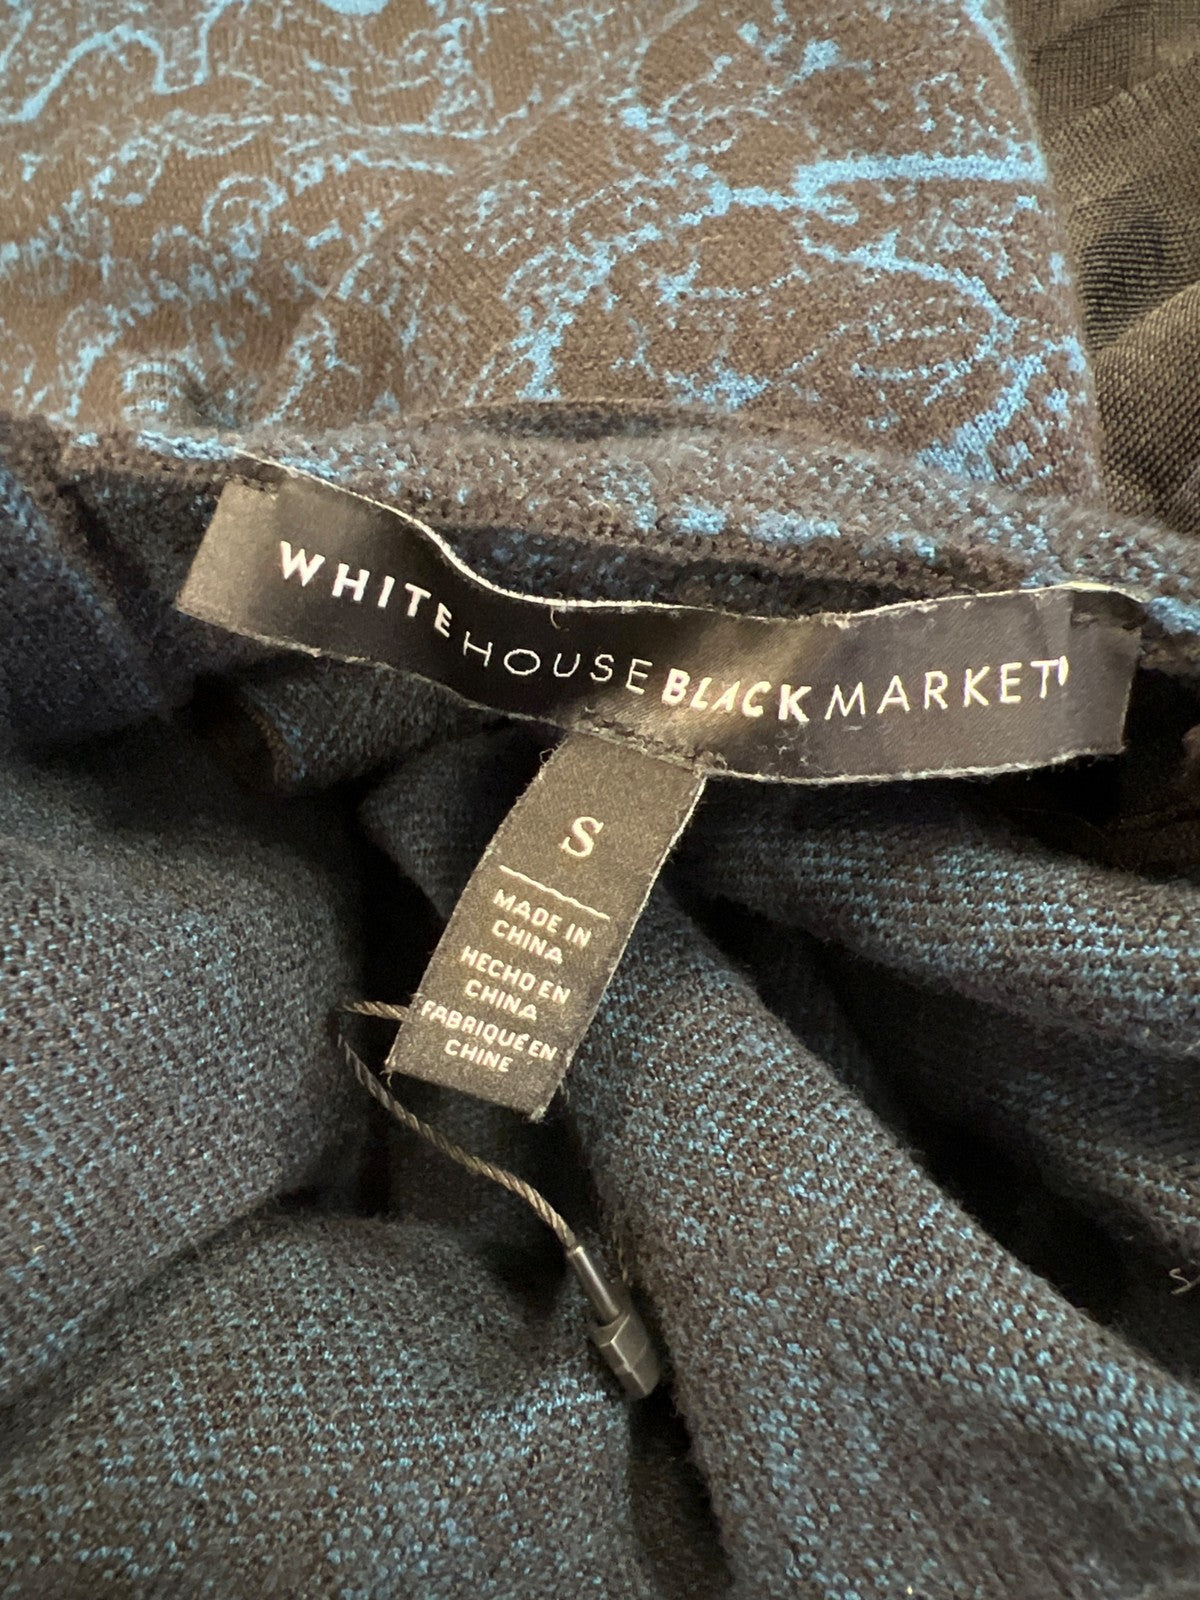 WHITE HOUSE BLACK MARKET
S
MADE IN
CHINA
HECHO EN
CHINA
FABRIQUÉ EN
CHINE